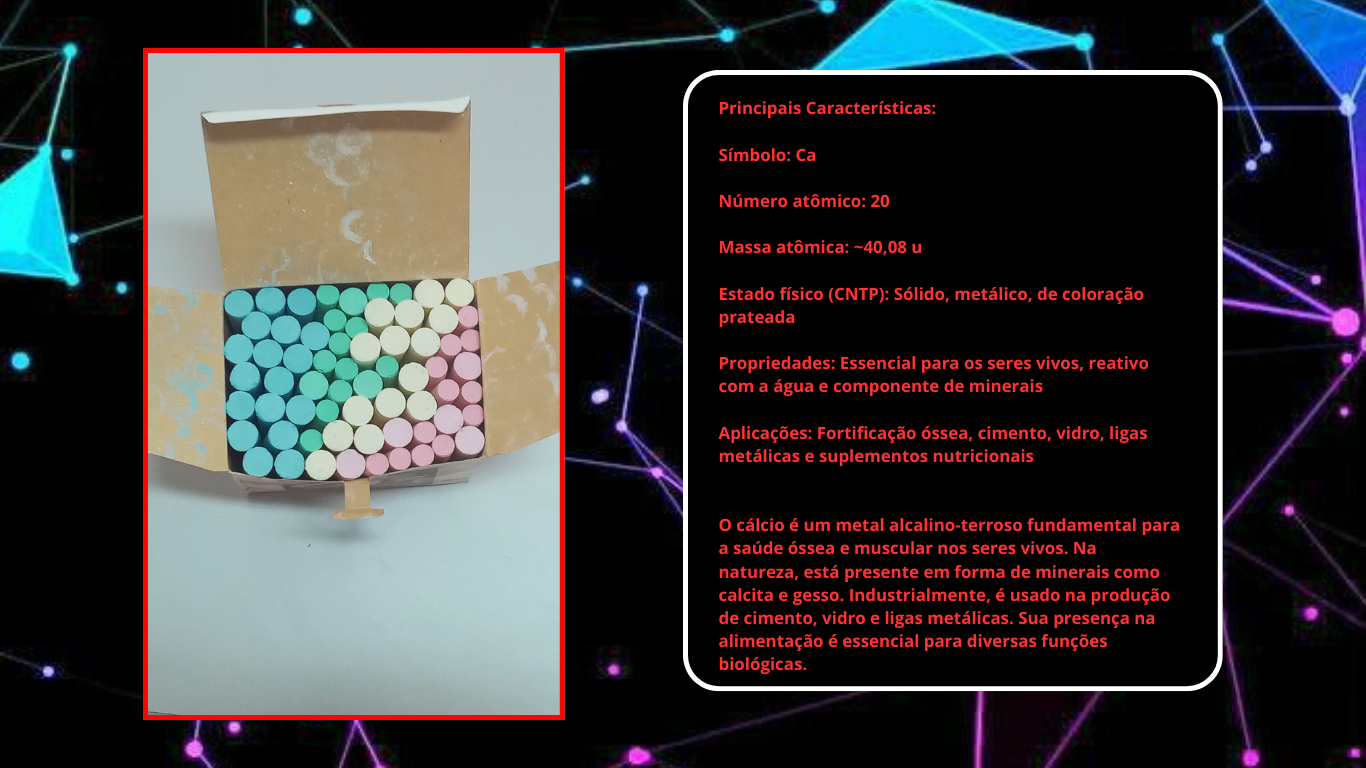 Principais Características:
Símbolo: Ca
Número atômico: 20
Massa atômica: ~40,08 u
Estado físico (CNTP): Sólido, metálico, de coloração
prateada
Propriedades: Essencial para os seres vivos, reativo
com a água e componente de minerais
Aplicações: Fortificação óssea, cimento, vidro, ligas
metálicas e suplementos nutricionais
O cálcio é um metal alcalino-terroso fundamental para
a saúde óssea e muscular nos seres vivos. Na
natureza, está presente em forma de minerais como
calcita e gesso. Industrialmente, é usado na produção
de cimento, vidro e ligas metálicas. Sua presença na
alimentação é essencial para diversas funções
biológicas.